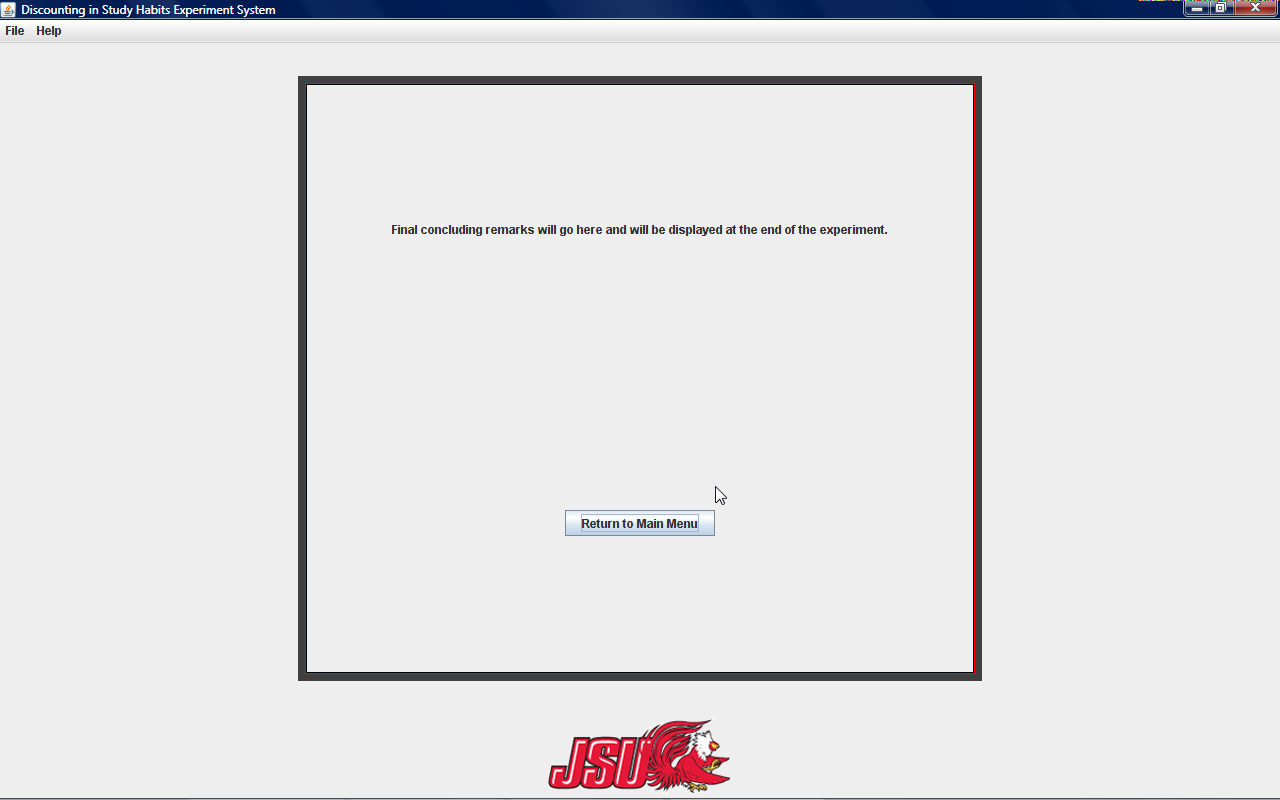 Discounting in Study Habits Experiment System
File Help
Final concluding remarks will go here and will be displayed at the end of the experiment.
Return to Main Menu
JSU